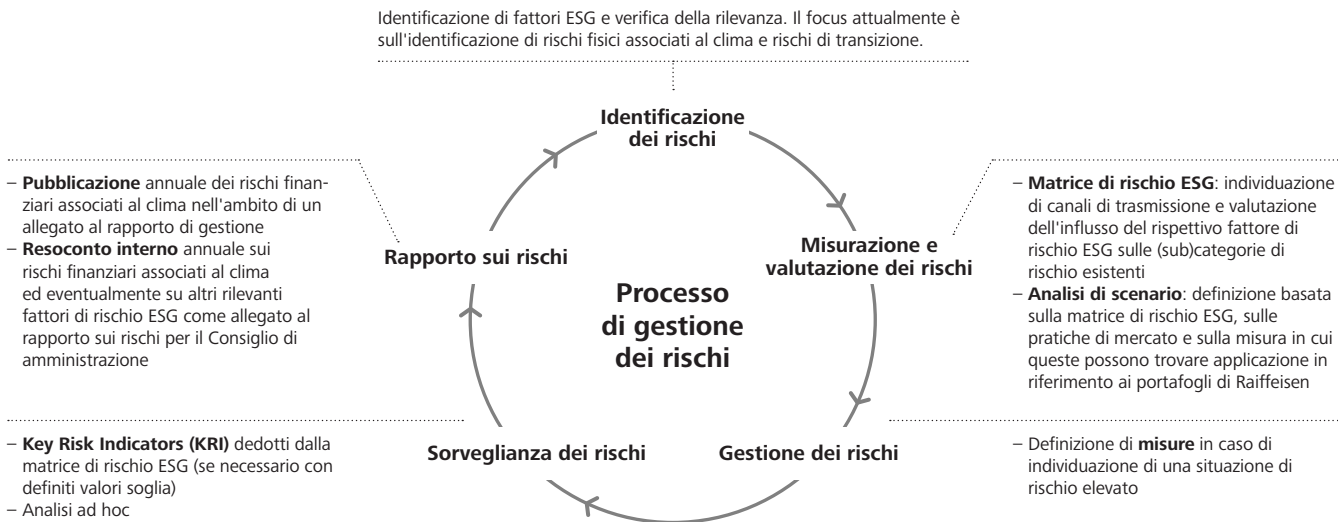 Identificazione di fattori ESG e verifica della rilevanza. Il focus attualmente è
sull'identificazione di rischi fisici associati al clima e rischi di transizione.
Identificazione
dei rischi
– Pubblicazione annuale dei rischi finan-
ziari associati al clima nell'ambito di un
allegato al rapporto di gestione
– Resoconto interno annuale sui
rischi finanziari associati al clima
ed eventualmente su altri rilevanti
fattori di rischio ESG come allegato al
rapporto sui rischi per il Consiglio di
amministrazione
Rapporto sui rischi
Processo
di gestione
dei rischi
Misurazione e
valutazione dei rischi
– Matrice di rischio ESG: individuazione
di canali di trasmissione e valutazione
dell'influsso del rispettivo fattore di
rischio ESG sulle (sub)categorie di
rischio esistenti
– Analisi di scenario: definizione basata
sulla matrice di rischio ESG, sulle
pratiche di mercato e sulla misura in cui
queste possono trovare applicazione in
riferimento ai portafogli di Raiffeisen
– Key Risk Indicators (KRI) dedotti dalla
matrice di rischio ESG (se necessario con
definiti valori soglia)
– Analisi ad hoc
Sorveglianza dei rischi
Gestione dei rischi
– Definizione di misure in caso di
individuazione di una situazione di
rischio elevato